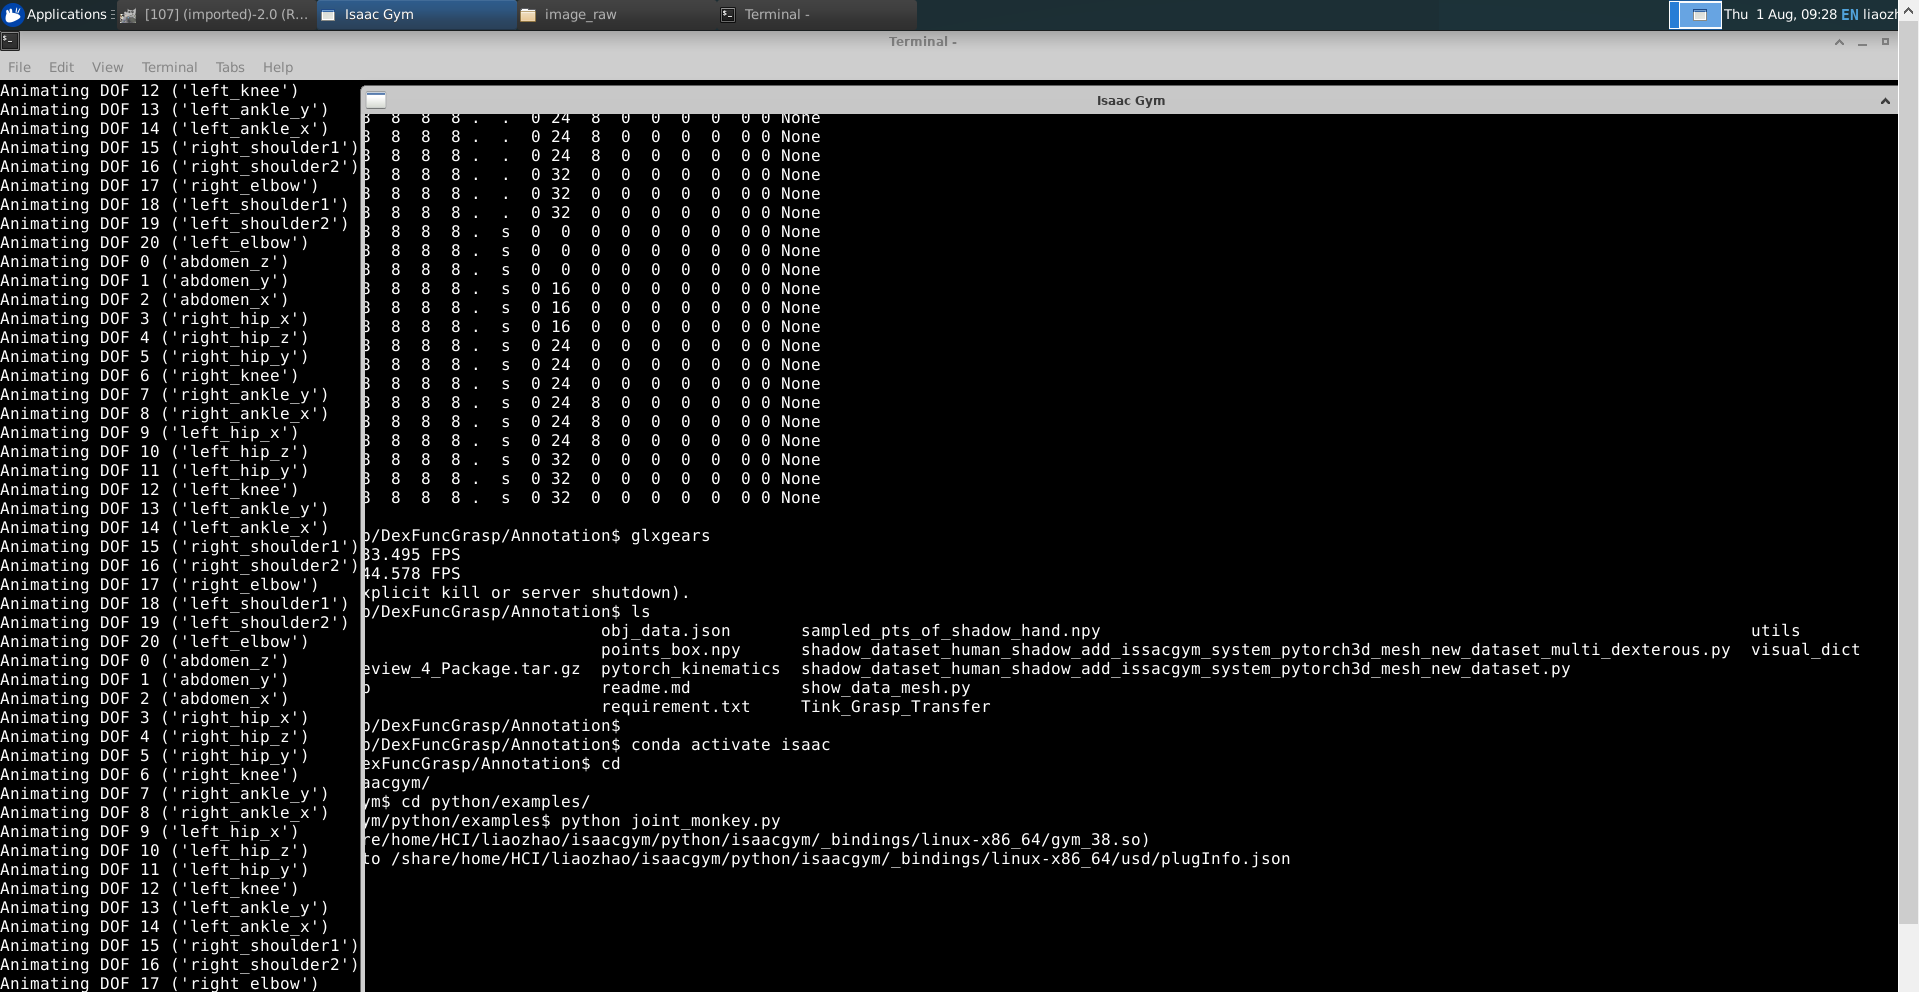 Applications
[107] (imported)-2.0 (R...
Isaac Gym
image_raw
Terminal -
Thu 1 Aug, 09:28
EN
liaozh
Terminal -
File Edit View Terminal Tabs Help
Animating DOF 12 ('left_knee')
Animating DOF 13 ('left_ankle_y')
Animating DOF 14 ('left_ankle_x')
Animating DOF 15 ('right_shoulder1')
Animating DOF 16 ('right_shoulder2')
Animating DOF 17 ('right_elbow')
Animating DOF 18 ('left_shoulder1')
Animating DOF 19 ('left_shoulder2')
Animating DOF 20 ('left_elbow')
Animating DOF 0 ('abdomen_z')
Animating DOF 1 ('abdomen_y')
Animating DOF 2 ('abdomen_x')
Animating DOF 3 ('right_hip_x')
Animating DOF 4 ('right_hip_z')
Animating DOF 5 ('right_hip_y')
Animating DOF 6 ('right_knee')
Animating DOF 7 ('right_ankle_y')
Animating DOF 8 ('right_ankle_x')
Animating DOF 9 ('left_hip_x')
Animating DOF 10 ('left_hip_z')
Animating DOF 11 ('left_hip_y')
Animating DOF 12 ('left_knee')
Animating DOF 13 ('left_ankle_y')
Animating DOF 14 ('left_ankle_x')
Animating DOF 15 ('right_shoulder1')
Animating DOF 16 ('right_shoulder2')
Animating DOF 17 ('right_elbow')
Animating DOF 18 ('left_shoulder1')
Animating DOF 19 ('left_shoulder2')
Animating DOF 20 ('left_elbow')
Animating DOF 0 ('abdomen_z')
Animating DOF 1 ('abdomen_y')
Animating DOF 2 ('abdomen_x')
Animating DOF 3 ('right_hip_x')
Animating DOF 4 ('right_hip_z')
Animating DOF 5 ('right_hip_y')
Animating DOF 6 ('right_knee')
Animating DOF 7 ('right_ankle_y')
Animating DOF 8 ('right_ankle_x')
Animating DOF 9 ('left_hip_x')
Animating DOF 10 ('left_hip_z')
Animating DOF 11 ('left_hip_y')
Animating DOF 12 ('left_knee')
Animating DOF 13 ('left_ankle_y')
Animating DOF 14 ('left_ankle_x')
Animating DOF 15 ('right_shoulder1')
Animating DOF 16 ('right_shoulder2')
Animating DOF 17 ('right_elbow')
Isaac Gym
8 8 8 8 . . 0 24 8 0 0 0 0 0 0 None
8 8 8 8 . . 0 24 8 0 0 0 0 0 0 None
8 8 8 8 . . 0 24 8 0 0 0 0 0 0 None
8 8 8 8 . . 0 32 0 0 0 0 0 0 0 None
8 8 8 8 . . 0 32 0 0 0 0 0 0 0 None
8 8 8 8 . . 0 32 0 0 0 0 0 0 0 None
8 8 8 8 . s 0 0 0 0 0 0 0 0 0 None
8 8 8 8 . s 0 0 0 0 0 0 0 0 0 None
8 8 8 8 . s 0 0 0 0 0 0 0 0 0 None
8 8 8 8 . s 0 16 0 0 0 0 0 0 0 None
8 8 8 8 . s 0 16 0 0 0 0 0 0 0 None
8 8 8 8 . s 0 16 0 0 0 0 0 0 0 None
8 8 8 8 . s 0 24 0 0 0 0 0 0 0 None
8 8 8 8 . s 0 24 0 0 0 0 0 0 0 None
8 8 8 8 . s 0 24 0 0 0 0 0 0 0 None
8 8 8 8 . s 0 24 8 0 0 0 0 0 0 None
8 8 8 8 . s 0 24 8 0 0 0 0 0 0 None
8 8 8 8 . s 0 24 8 0 0 0 0 0 0 None
8 8 8 8 . s 0 32 0 0 0 0 0 0 0 None
8 8 8 8 . s 0 32 0 0 0 0 0 0 0 None
8 8 8 8 . s 0 32 0 0 0 0 0 0 0 None
/DexFuncGrasp/Annotation$ glxgears
33.495 FPS
44.578 FPS
xplicit kill or server shutdown).
/DexFuncGrasp/Annotation$ ls
obj_data.json sampled_pts_of_shadow_hand.npy utils
points_box.npy shadow_dataset_human_shadow_add_issacgym_system_pytorch3d_mesh_new_dataset_multi_dexterous.py visual_dict
eview_4_Package.tar.gz pytorch_kinematics shadow_dataset_human_shadow_add_issacgym_system_pytorch3d_mesh_new_dataset.py
readme.md show_data_mesh.py
requirement.txt Tink_Grasp_Transfer
/DexFuncGrasp/Annotation$
/DexFuncGrasp/Annotation$ conda activate isaac
exFuncGrasp/Annotation$ cd
aacgym/
ym$ cd python/examples/
ym/python/examples$ python joint_monkey.py
re/home/HCI/liaozhao/isaacgym/python/isaacgym/_bindings/linux-x86_64/gym_38.so)
to /share/home/HCI/liaozhao/isaacgym/python/isaacgym/_bindings/linux-x86_64/usd/plugInfo.json